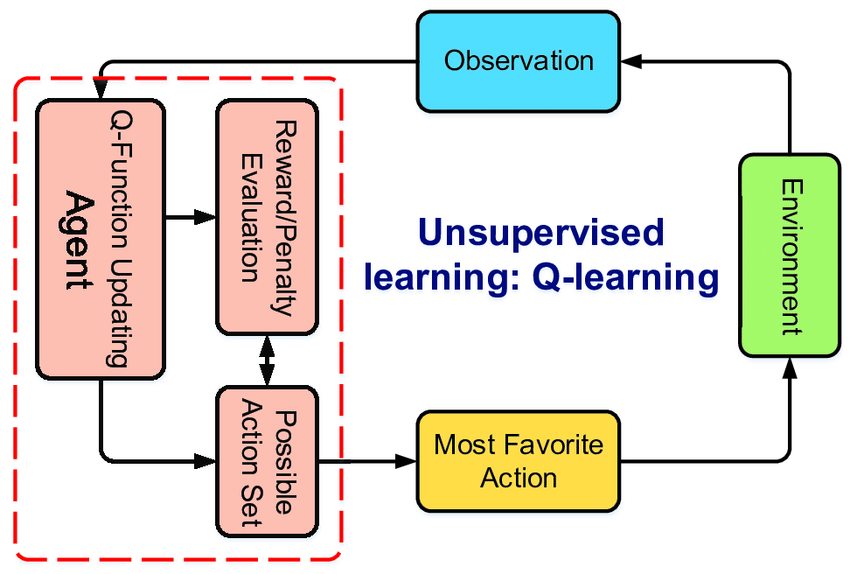 Observation
Q-Function Updating
Agent
Reward/Penalty
Evaluation
Unsupervised
learning: Q-learning
Environment
Possible
Action Set
Most Favorite
Action